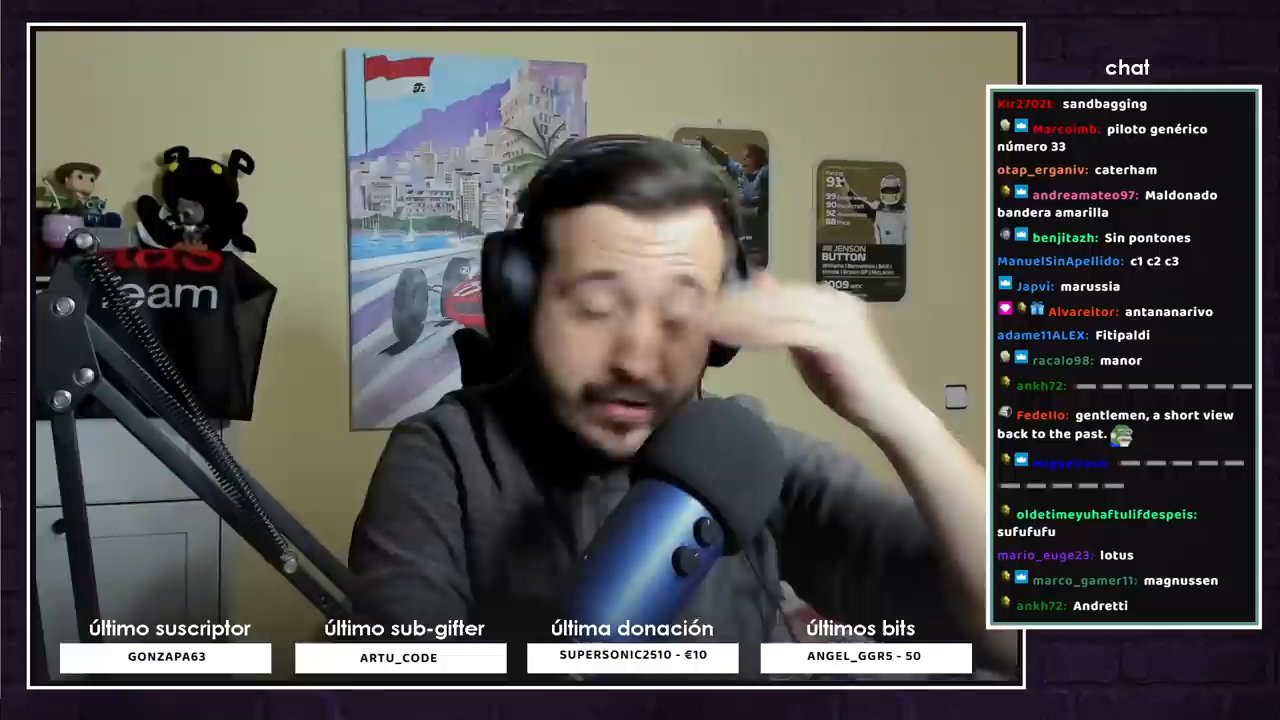 chat
Kir2702t: sandbagging
Marcoimb: piloto genérico
número 33
otap_erganiv: caterham
andreamateo97: Maldonado
bandera amarilla
benjitazh: Sin pontones
ManuelSinApellido: c1 c2 c3
Japvi: marussia
Alvareitor: antananarivo
adame11ALEX: Fitipaldi
racalo98: manor
ankh72:
Fedello: gentlemen, a short view
back to the past.
oldetimeyuhaftulifdespeis:
sufufufu
mario_euge23: lotus
marco_gamer11: magnussen
ankh72: Andretti
team
91
JENSON
BUTTON
2009
último suscriptor
GONZAPA63
último sub-gifter
ARTU_CODE
última donación
SUPERSONIC2510 - €10
últimos bits
ANGEL_GGR5 - 50